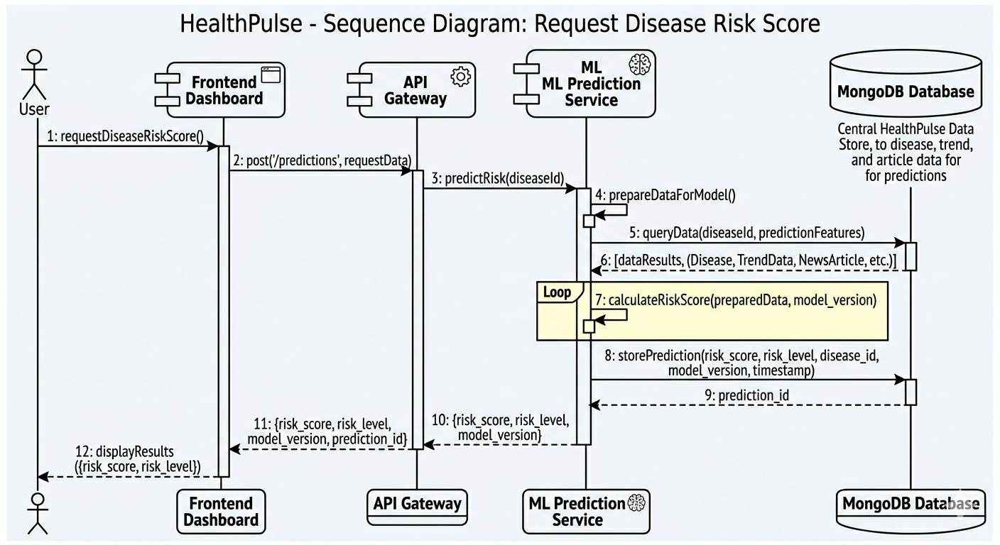 HealthPulse - Sequence Diagram: Request Disease Risk Score
User
Frontend
Dashboard
API
Gateway
ML
ML Prediction
Service
MongoDB Database
Central HealthPulse Data
Store, to disease, trend,
and article data for
for predictions
1: requestDiseaseRiskScore()
2: post('/predictions', requestData)
3: predictRisk(diseaseId)
4: prepareDataForModel()
5: queryData(diseaseId, predictionFeatures)
6: [dataResults, (Disease, TrendData, NewsArticle, etc.)]
Loop
7: calculateRiskScore(preparedData, model_version)
8: storePrediction(risk_score, risk_level, disease_id,
model_version, timestamp)
9: prediction_id
10: {risk_score, risk_level,
model_version}
11: {risk_score, risk_level,
model_version, prediction_id}
12: displayResults
({risk_score, risk_level})
Frontend
Dashboard
API Gateway
ML Prediction
Service
MongoDB Database